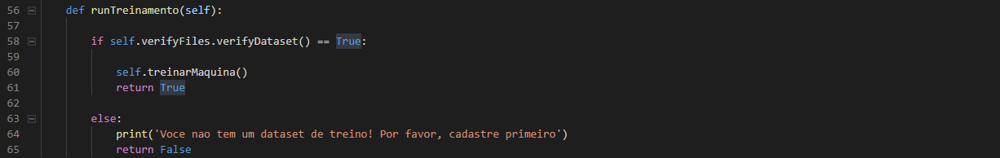 56 def runTreinamento(self):
57
58 if self.verifyFiles.verifyDataset() == True:
59
60 self.treinarMaquina()
61 return True
62
63 else:
64 print('Voce nao tem um dataset de treino! Por favor, cadastre primeiro')
65 return False